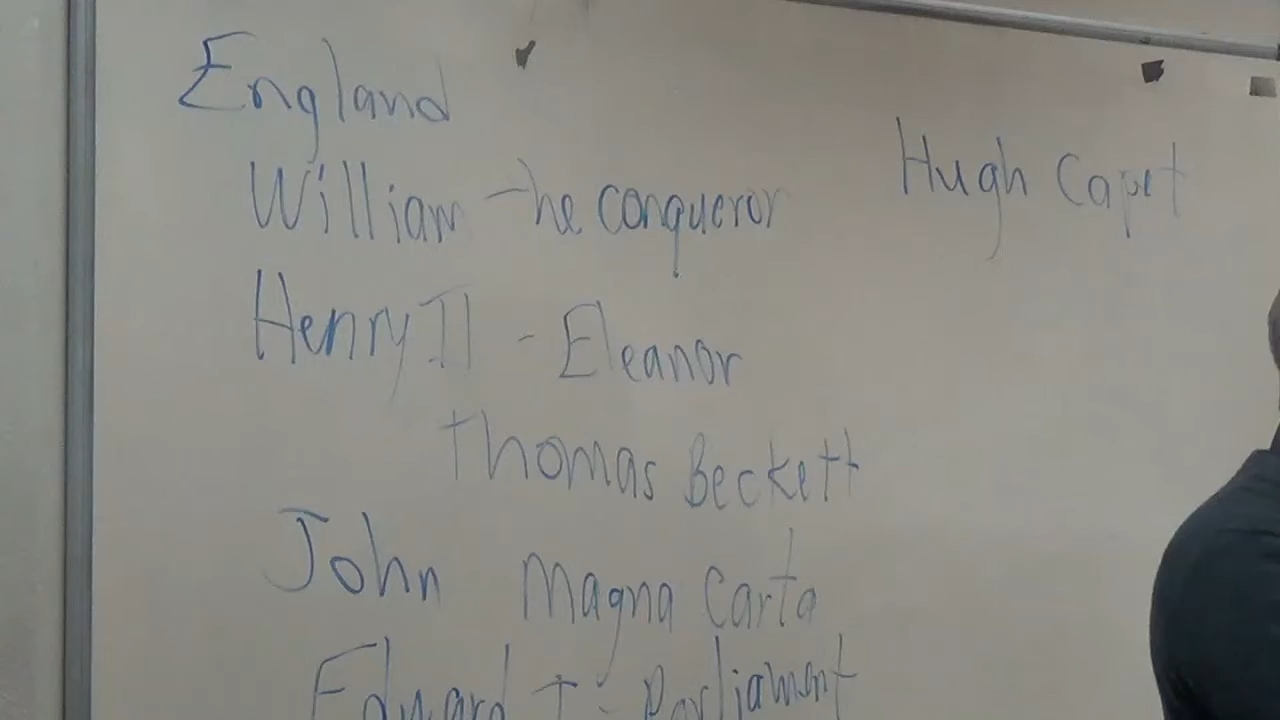 England
William the conqueror
Hugh Capet
Henry II - Eleanor
Thomas Beckett
John Magna Carta
Edward I: Parliament